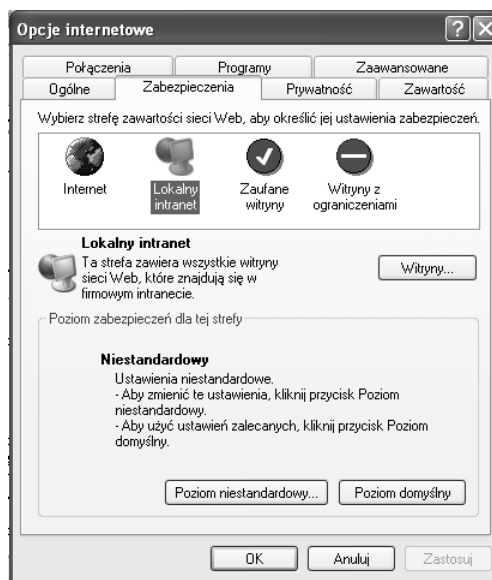 Opcje internetowe
Połączenia Programy Zaawansowane
Ogólne Zabezpieczenia Prywatność Zawartość
Wybierz strefę zawartości sieci Web, aby określić jej ustawienia zabezpieczeń.
Internet
Lokalny
intranet
Zaufane
witryny
Witryny z
ograniczeniami
Lokalny intranet
Ta strefa zawiera wszystkie witryny
sieci Web, które znajdują się w
firmowym intranecie.
Witryny...
Poziom zabezpieczeń dla tej strefy
Niestandardowy
Ustawienia niestandardowe.
- Aby zmienić te ustawienia, kliknij przycisk Poziom
niestandardowy.
- Aby użyć ustawień zalecanych, kliknij przycisk Poziom
domyślny.
Poziom niestandardowy... Poziom domyślny
OK Anuluj Zastosuj